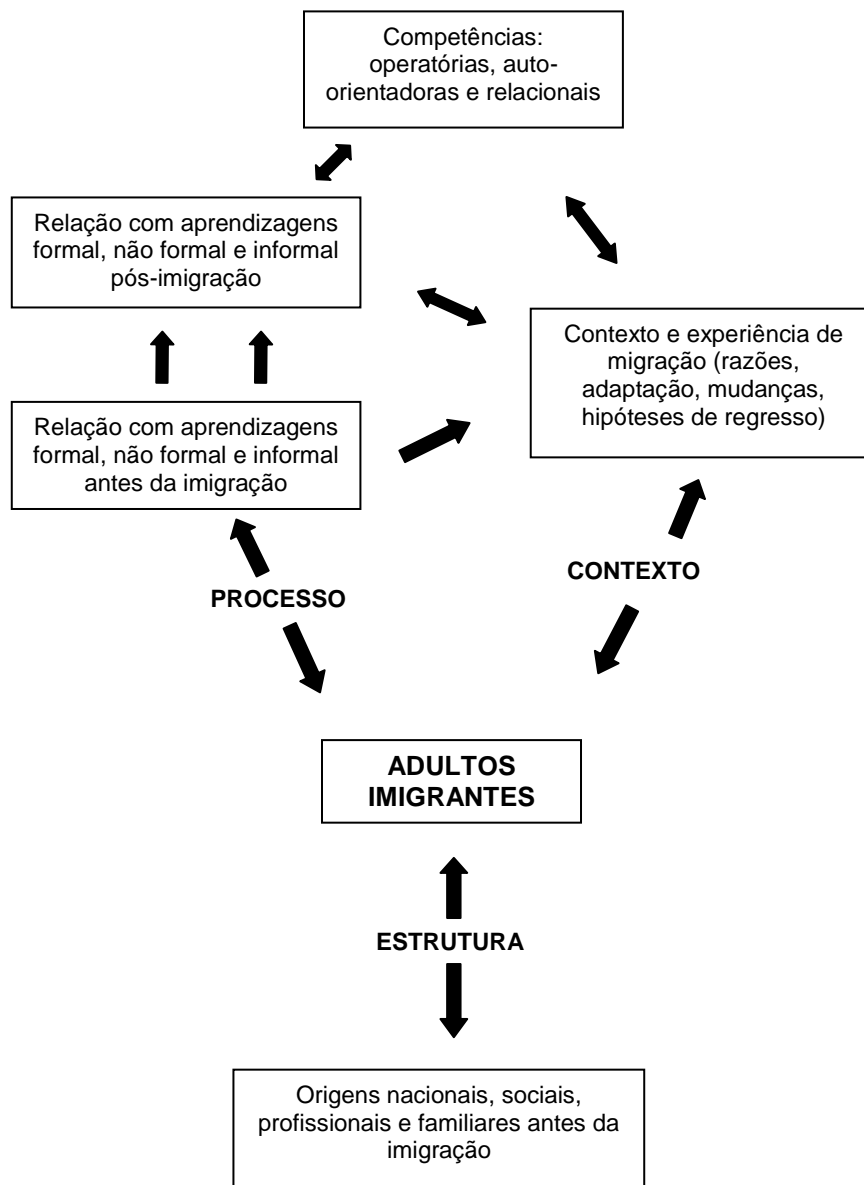 Competências:
operatórias, auto-
orientadoras e relacionais
Relação com aprendizagens
formal, não formal e informal
pós-imigração
Contexto e experiência de
migração (razões,
adaptação, mudanças,
hipóteses de regresso)
Relação com aprendizagens
formal, não formal e informal
antes da imigração
CONTEXTO
PROCESSO
ADULTOS
IMIGRANTES
ESTRUTURA
Origens nacionais, sociais,
profissionais e familiares antes da
imigração